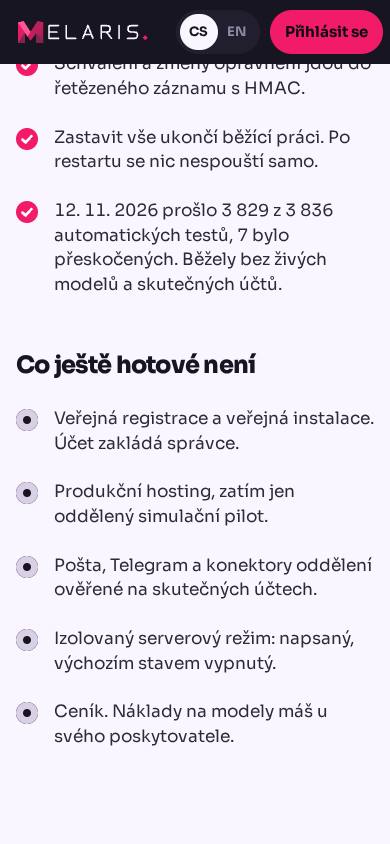 MELARIS.
CS
EN
Přihlásit se
Schválení a změny oprávnění jdou do
řetězeného záznamu s HMAC.
Zastavit vše ukončí běžící práci. Po
restartu se nic nespouští samo.
12. 11. 2026 prošlo 3 829 z 3 836
automatických testů, 7 bylo
přeskočených. Běžely bez živých
modelů a skutečných účtů.
Co ještě hotové není
Veřejná registrace a veřejná instalace.
Účet zakládá správce.
Produkční hosting, zatím jen
oddělený simulační pilot.
Pošta, Telegram a konektory oddělení
ověřené na skutečných účtech.
Izolovaný serverový režim: napsaný,
výchozím stavem vypnutý.
Ceník. Náklady na modely máš u
svého poskytovatele.